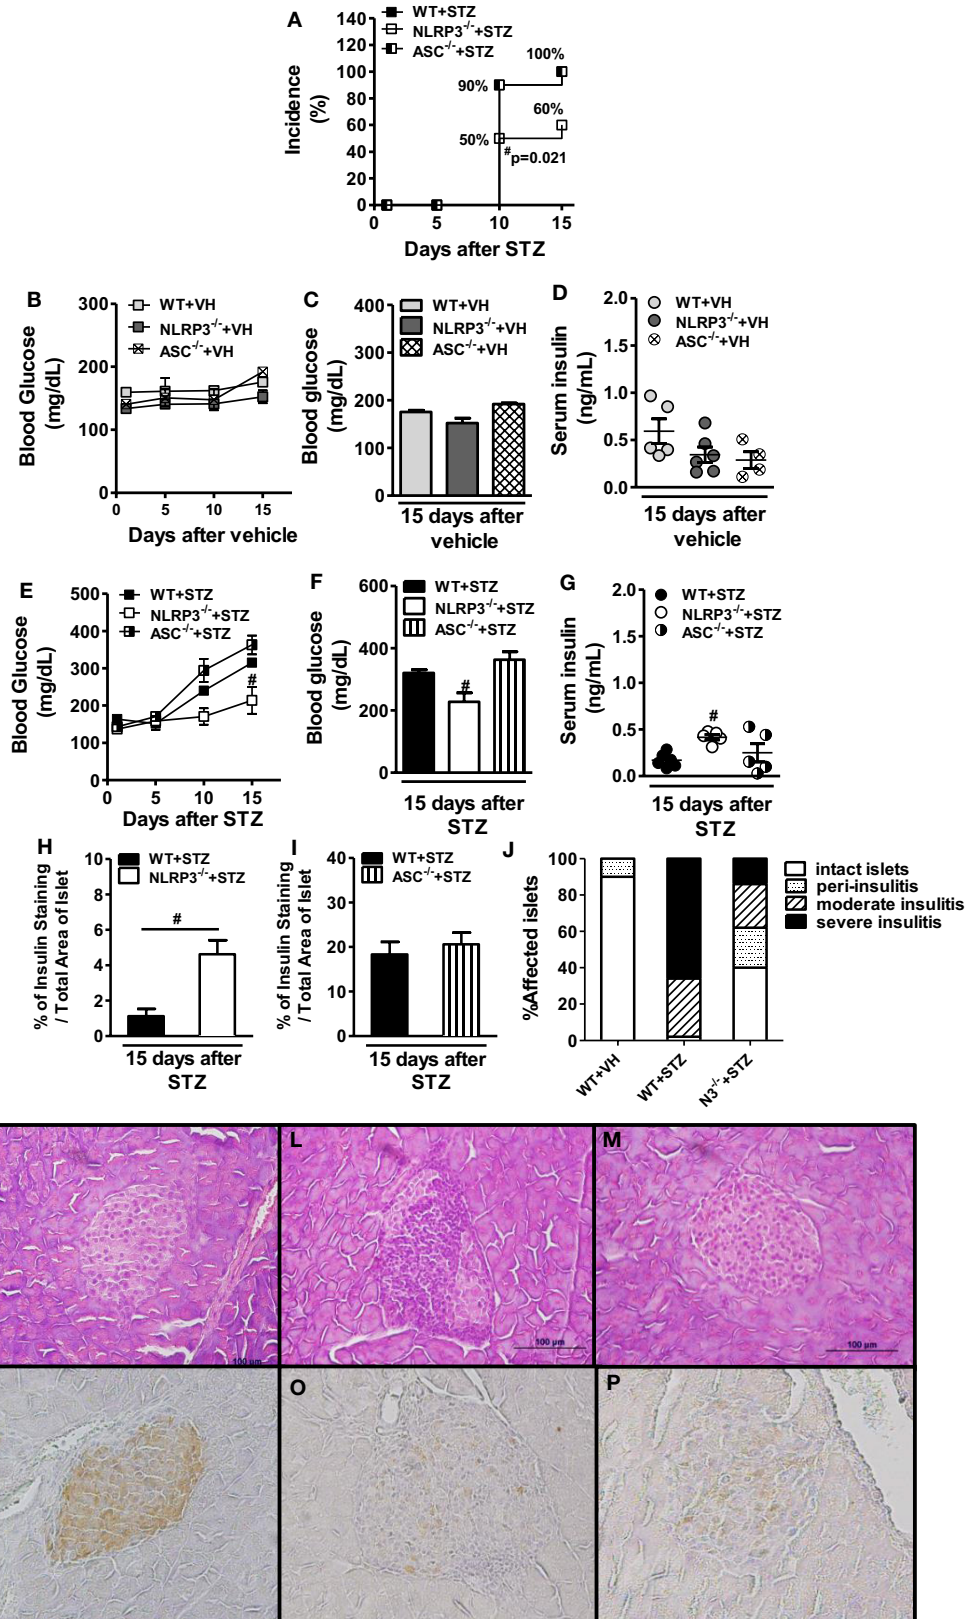 A
140
120
100
80
60
40
20
0
Incidence
(%)
WT+STZ
NLRP3-/-+STZ
ASC-/-+STZ
100%
90%
60%
50%
#p=0.021
0 5 10 15
Days after STZ
B
300
200
100
0
Blood Glucose
(mg/dL)
WT+VH
NLRP3-/-+VH
ASC-/-+VH
0 5 10 15
Days after vehicle
C
400
300
200
100
0
Blood glucose
(mg/dL)
WT+VH
NLRP3-/-+VH
ASC-/-+VH
15 days after
vehicle
D
2.0
1.5
1.0
0.5
0.0
Serum insulin
(ng/mL)
WT+VH
NLRP3-/-+VH
ASC-/-+VH
15 days after
vehicle
E
500
400
300
200
100
0
Blood Glucose
(mg/dL)
WT+STZ
NLRP3-/-+STZ
ASC-/-+STZ
#
0 5 10 15
Days after STZ
F
600
400
200
0
Blood glucose
(mg/dL)
WT+STZ
NLRP3-/-+STZ
ASC-/-+STZ
#
15 days after
STZ
G
2.0
1.5
1.0
0.5
0.0
Serum insulin
(ng/mL)
WT+STZ
NLRP3-/-+STZ
ASC-/-+STZ
#
15 days after
STZ
H
10
8
6
4
2
0
% of Insulin Staining
/ Total Area of Islet
WT+STZ
NLRP3-/-+STZ
#
15 days after
STZ
I
40
30
20
10
0
% of Insulin Staining
/ Total Area of Islet
WT+STZ
ASC-/-+STZ
15 days after
STZ
J
100
80
60
40
20
0
%Affected islets
intact islets
peri-insulitis
moderate insulitis
severe insulitis
WT+VH
WT+STZ
N3-/-+STZ
100 µm
L
100 µm
M
100 µm
O
P